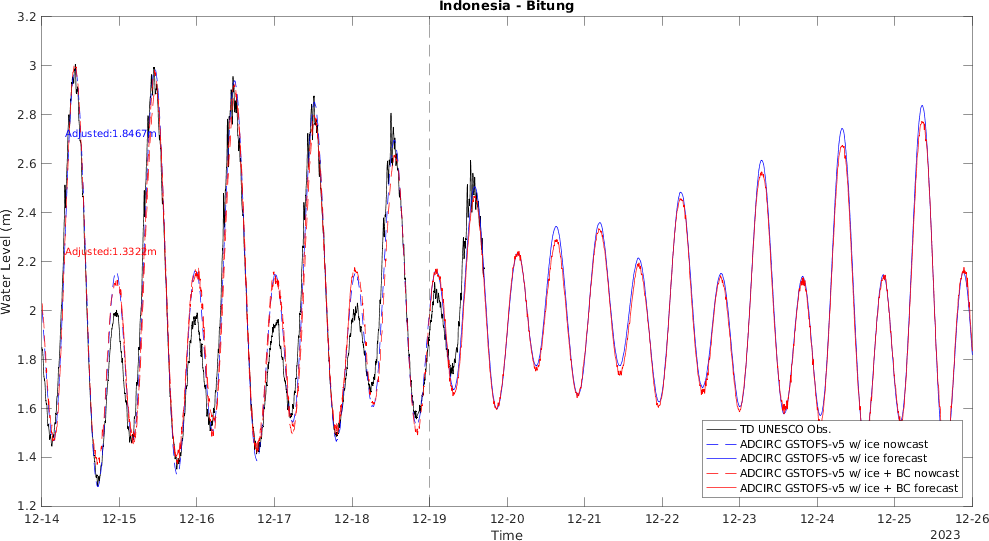 Indonesia - Bitung
Water Level (m)
3.2
3
2.8
2.6
2.4
2.2
2
1.8
1.6
1.4
1.2
Adjusted:1.8467m
Adjusted:1.3322m
TD UNESCO Obs.
ADCIRC GSTOFS-v5 w/ ice nowcast
ADCIRC GSTOFS-v5 w/ ice forecast
ADCIRC GSTOFS-v5 w/ ice + BC nowcast
ADCIRC GSTOFS-v5 w/ ice + BC forecast
12-14 12-15 12-16 12-17 12-18 12-19 12-20 12-21 12-22 12-23 12-24 12-25 12-26
Time
2023